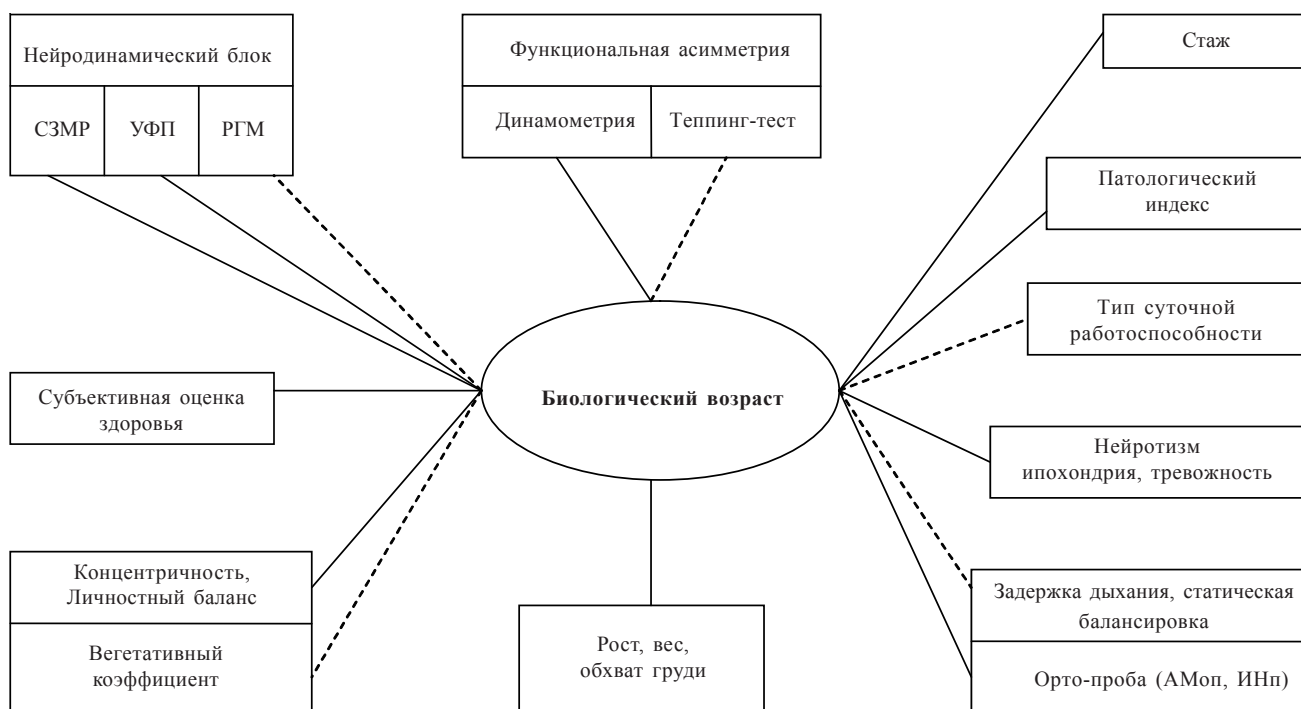 Нейродинамический блок
СЗМР
УФП
РГМ
Функциональная асимметрия
Динамометрия
Теппинг-тест
Стаж
Патологический
индекс
Тип суточной
работоспособности
Субъективная оценка
здоровья
Биологический возраст
Нейротизм
ипохондрия, тревожность
Концентричность,
Личностный баланс
Вегетативный
коэффициент
Рост, вес,
обхват груди
Задержка дыхания, статическая
балансировка
Орто-проба (АМоп, ИНп)